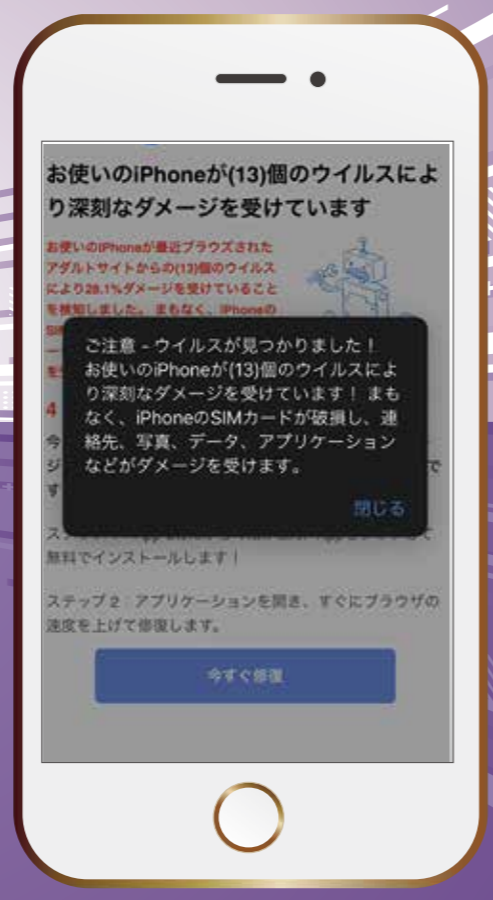 お使いのiPhoneが(13)個のウイルスによ
り深刻なダメージを受けています
お使いのiPhoneが最近ブラウズされた
アダルトサイトからの(13)個のウイルス
により28.1%ダメージを受けていること
を検知しました。 まもなく、iPhoneの
ご注意 - ウイルスが見つかりました!
お使いのiPhoneが(13)個のウイルスによ
り深刻なダメージを受けています! まも
なく、iPhoneのSIMカードが破損し、連
絡先、写真、データ、アプリケーション
などがダメージを受けます。
閉じる
4
今
ジ
で
す
無料でインストールします!
ステップ2:アプリケーションを開き、すぐにブラウザの
速度を上げて修復します。
今すぐ修復